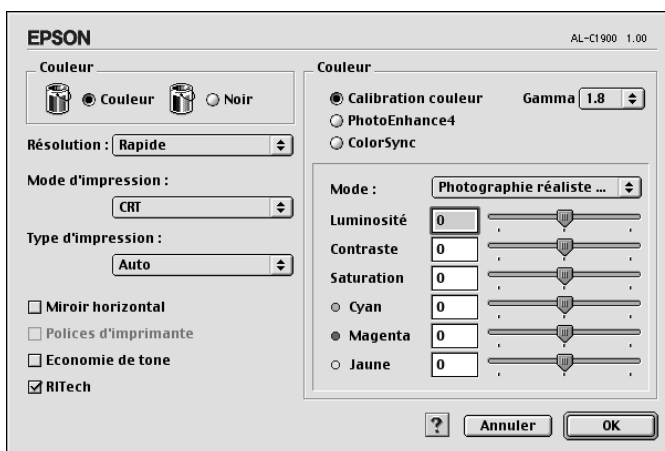 EPSON
AL-C1900 1.00
Couleur
Couleur
Noir
Résolution : Rapide
Mode d'impression :
CRT
Type d'impression :
Auto
Miroir horizontal
Polices d'imprimante
Economie de tone
RITech
Couleur
Calibration couleur
Gamma 1.8
PhotoEnhance4
ColorSync
Mode : Photographie réaliste ...
Luminosité 0
Contraste 0
Saturation 0
Cyan 0
Magenta 0
Jaune 0
? Annuler OK